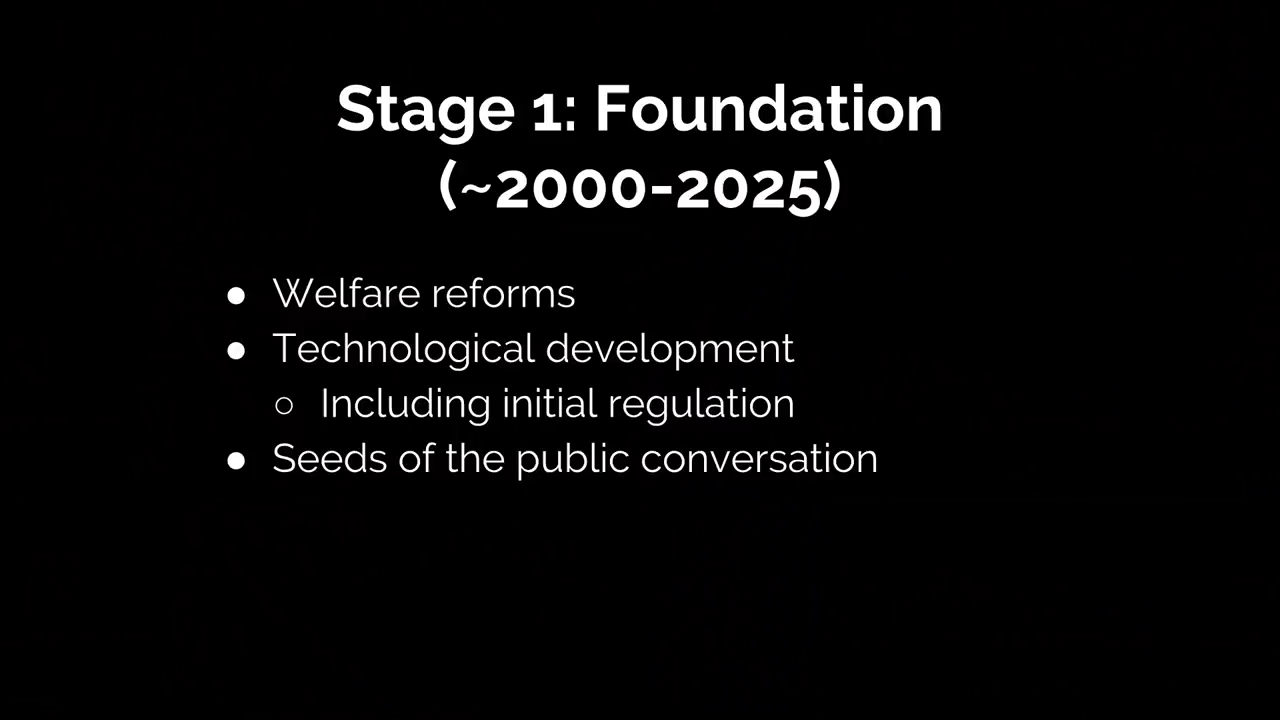 Stage 1: Foundation
(~2000-2025)
● Welfare reforms
● Technological development
○ Including initial regulation
● Seeds of the public conversation